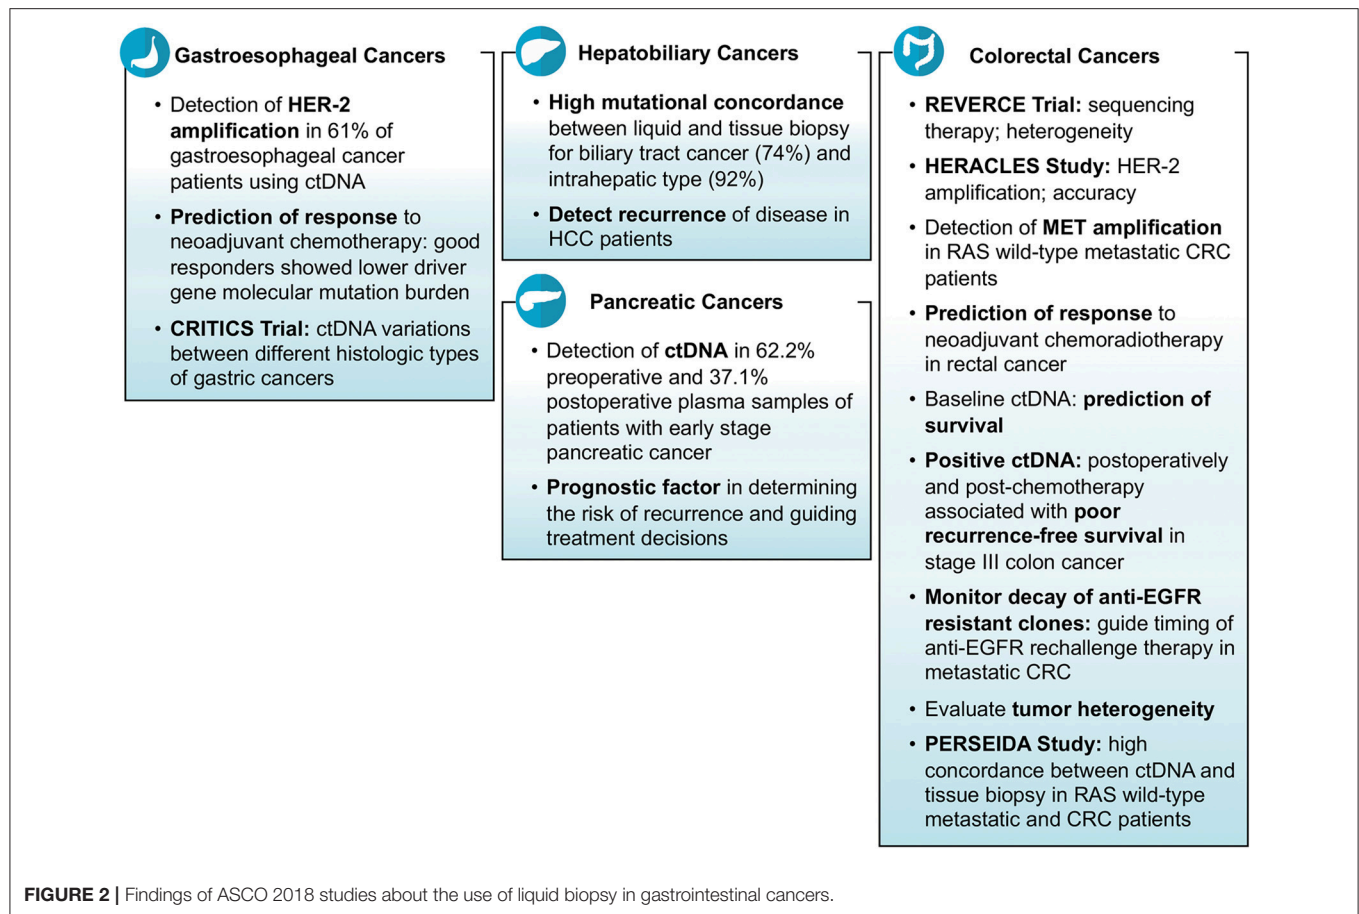 Gastroesophageal Cancers
• Detection of HER-2
amplification in 61% of
gastroesophageal cancer
patients using ctDNA
• Prediction of response to
neoadjuvant chemotherapy: good
responders showed lower driver
gene molecular mutation burden
• CRITICS Trial: ctDNA variations
between different histologic types
of gastric cancers
Hepatobiliary Cancers
• High mutational concordance
between liquid and tissue biopsy
for biliary tract cancer (74%) and
intrahepatic type (92%)
• Detect recurrence of disease in
HCC patients
Pancreatic Cancers
• Detection of ctDNA in 62.2%
preoperative and 37.1%
postoperative plasma samples of
patients with early stage
pancreatic cancer
• Prognostic factor in determining
the risk of recurrence and guiding
treatment decisions
Colorectal Cancers
• REVERCE Trial: sequencing
therapy; heterogeneity
• HERACLES Study: HER-2
amplification; accuracy
• Detection of MET amplification
in RAS wild-type metastatic CRC
patients
• Prediction of response to
neoadjuvant chemoradiotherapy
in rectal cancer
• Baseline ctDNA: prediction of
survival
• Positive ctDNA: postoperatively
and post-chemotherapy
associated with poor
recurrence-free survival in
stage III colon cancer
• Monitor decay of anti-EGFR
resistant clones: guide timing of
anti-EGFR rechallenge therapy in
metastatic CRC
• Evaluate tumor heterogeneity
• PERSEIDA Study: high
concordance between ctDNA and
tissue biopsy in RAS wild-type
metastatic and CRC patients
FIGURE 2 | Findings of ASCO 2018 studies about the use of liquid biopsy in gastrointestinal cancers.